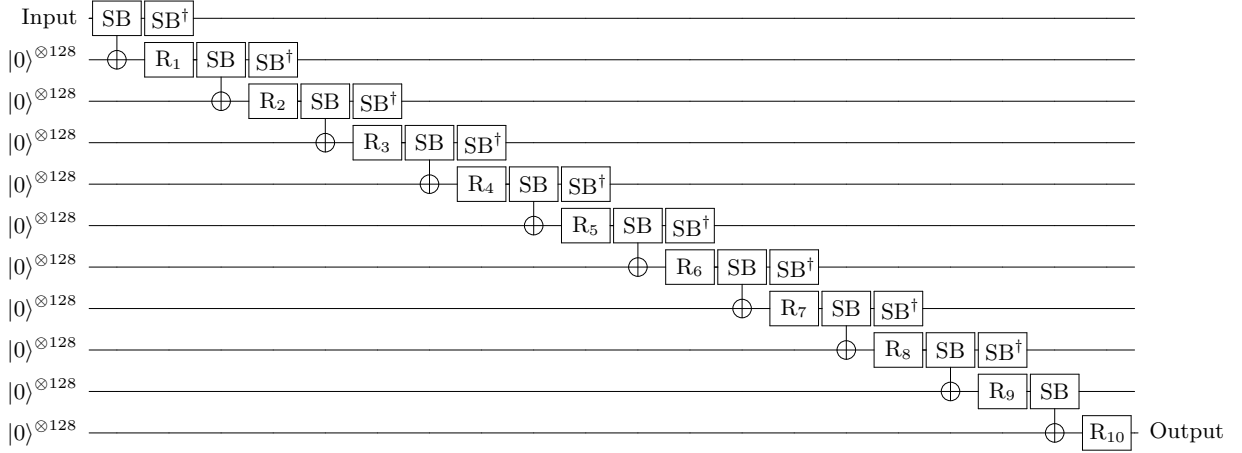 Input SB SB†
|0⟩⊗128 R1 SB SB†
|0⟩⊗128 R2 SB SB†
|0⟩⊗128 R3 SB SB†
|0⟩⊗128 R4 SB SB†
|0⟩⊗128 R5 SB SB†
|0⟩⊗128 R6 SB SB†
|0⟩⊗128 R7 SB SB†
|0⟩⊗128 R8 SB SB†
|0⟩⊗128 R9 SB
|0⟩⊗128 R10 Output